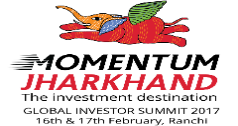 MOMENTUM
JHARKHAND
The investment destination
GLOBAL INVESTOR SUMMIT 2017
16th & 17th February, Ranchi